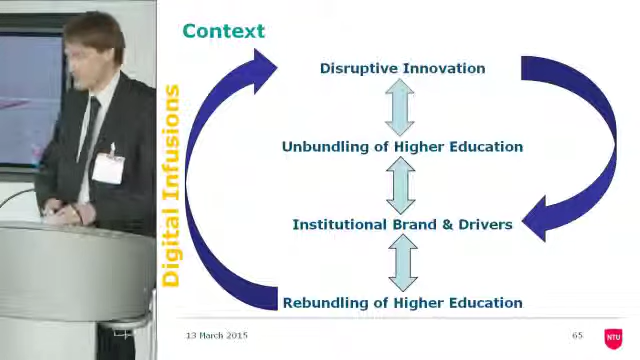 Context
Digital Infusions
Disruptive Innovation
Unbundling of Higher Education
Institutional Brand & Drivers
Rebundling of Higher Education
13 March 2015
65
NTU